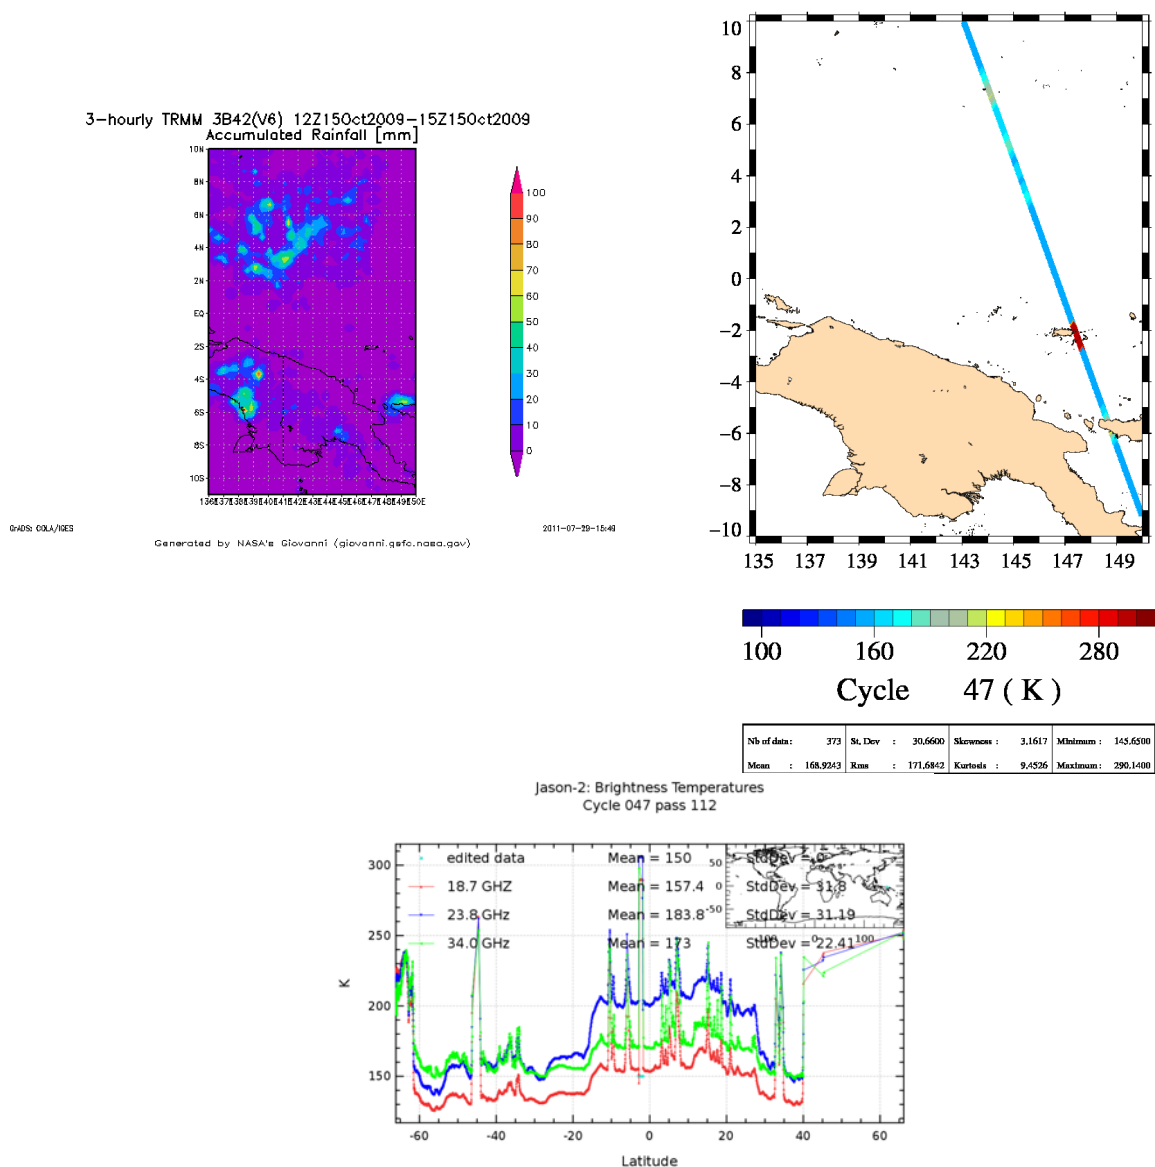 3-hourly TRMM 3B42(V6) 12Z15Oct2009-15Z15Oct2009
Accumulated Rainfall [mm]
10N
8N
6N
4N
2N
EQ
2S
4S
6S
8S
10S
100
90
80
70
60
50
40
30
20
10
0
GrADS: COLA/IGES
2011-07-29-15:46
Generated by NASA's Giovanni (giovanni.gsfc.nasa.gov)
10
8
6
4
2
0
−2
−4
−6
−8
−10
135 137 139 141 143 145 147 149
100 160 220 280
Cycle 47 ( K )
Nb of data : 373 St. Dev : 30.6600 Skewness : 3.1617 Minimum : 145.6500
Mean : 168.9243 Rms : 171.6842 Kurtosis : 9.4526 Maximum : 290.1400
Jason-2: Brightness Temperatures
Cycle 047 pass 112
edited data Mean = 150 StdDev = 0
18.7 GHZ Mean = 157.4 StdDev = 31.8
23.8 GHz Mean = 183.8 StdDev = 31.19
34.0 GHz Mean = 173 StdDev = 22.41
50
0
-50
-100 0 100
300
250
200
150
K
-60 -40 -20 0 20 40 60
Latitude